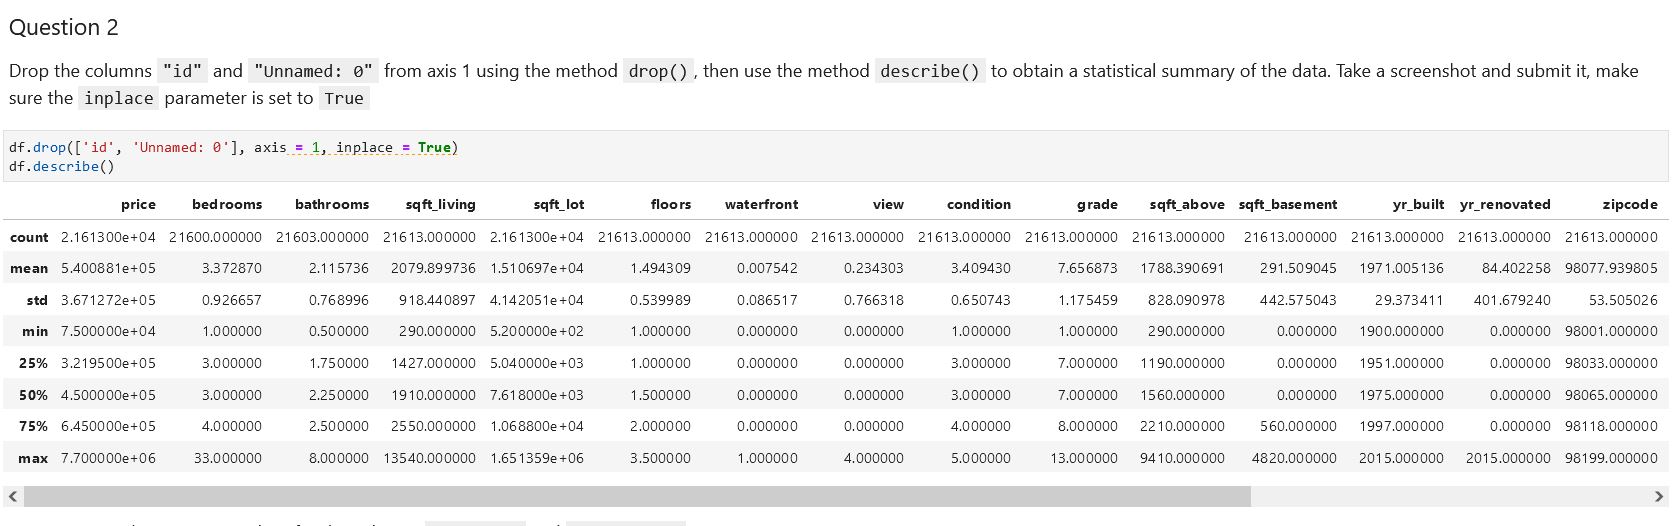 Question 2
Drop the columns "id" and "Unnamed: 0" from axis 1 using the method drop(), then use the method describe() to obtain a statistical summary of the data. Take a screenshot and submit it, make
sure the inplace parameter is set to True
df.drop(['id', 'Unnamed: 0'], axis = 1, inplace = True)
df.describe()
price bedrooms bathrooms sqft_living sqft_lot floors waterfront view condition grade sqft_above sqft_basement yr_built yr_renovated zipcode
count 2.161300e+04 21600.000000 21603.000000 21613.000000 2.161300e+04 21613.000000 21613.000000 21613.000000 21613.000000 21613.000000 21613.000000 21613.000000 21613.000000 21613.000000 21613.000000
mean 5.400881e+05 3.372870 2.115736 2079.899736 1.510697e+04 1.494309 0.007542 0.234303 3.409430 7.656873 1788.390691 291.509045 1971.005136 84.402258 98077.939805
std 3.671272e+05 0.926657 0.768996 918.440897 4.142051e+04 0.539989 0.086517 0.766318 0.650743 1.175459 828.090978 442.575043 29.373411 401.679240 53.505026
min 7.500000e+04 1.000000 0.500000 290.000000 5.200000e+02 1.000000 0.000000 0.000000 1.000000 1.000000 290.000000 0.000000 1900.000000 0.000000 98001.000000
25% 3.219500e+05 3.000000 1.750000 1427.000000 5.040000e+03 1.000000 0.000000 0.000000 3.000000 7.000000 1190.000000 0.000000 1951.000000 0.000000 98033.000000
50% 4.500000e+05 3.000000 2.250000 1910.000000 7.618000e+03 1.500000 0.000000 0.000000 3.000000 7.000000 1560.000000 0.000000 1975.000000 0.000000 98065.000000
75% 6.450000e+05 4.000000 2.500000 2550.000000 1.068800e+04 2.000000 0.000000 0.000000 4.000000 8.000000 2210.000000 560.000000 1997.000000 0.000000 98118.000000
max 7.700000e+06 33.000000 8.000000 13540.000000 1.651359e+06 3.500000 1.000000 4.000000 5.000000 13.000000 9410.000000 4820.000000 2015.000000 2015.000000 98199.000000